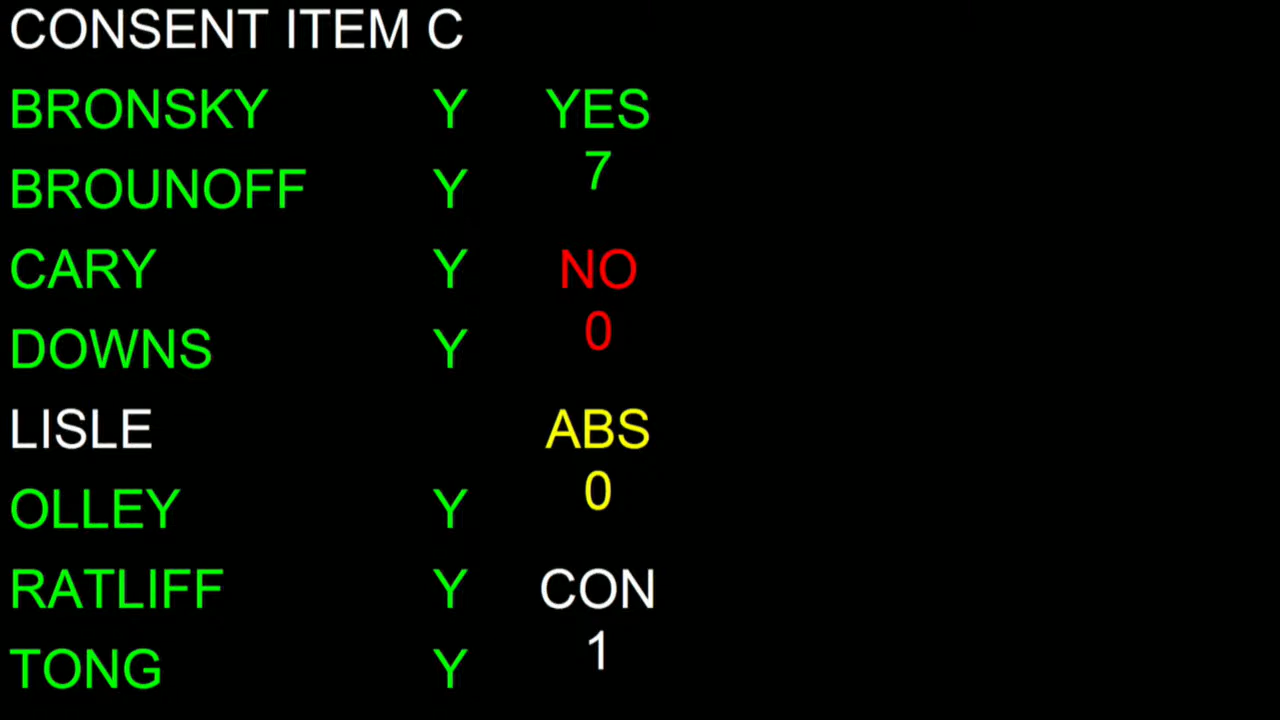 CONSENT ITEM C
BRONSKY Y YES
7
BROUNOFF Y
CARY Y NO
0
DOWNS Y
LISLE ABS
0
OLLEY Y
RATLIFF Y CON
1
TONG Y